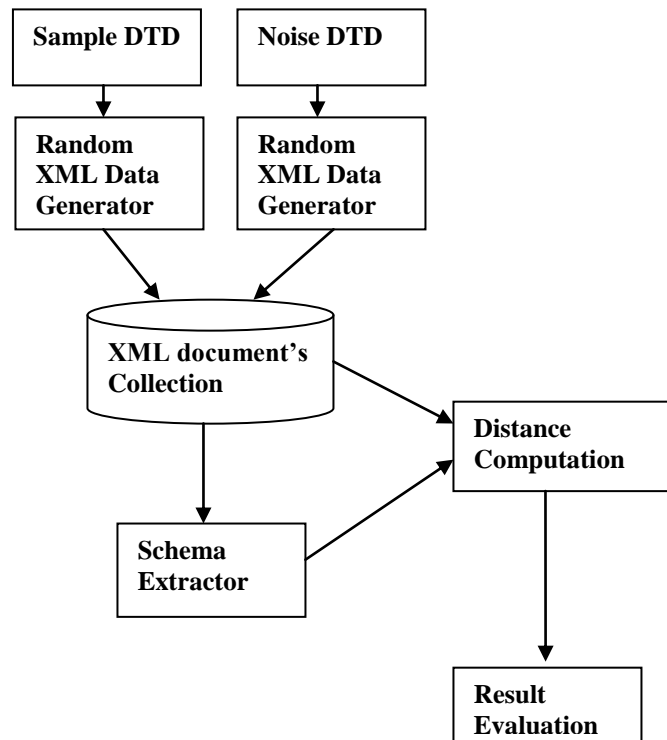 Sample DTD
Noise DTD
Random
XML Data
Generator
Random
XML Data
Generator
XML document’s
Collection
Distance
Computation
Schema
Extractor
Result
Evaluation